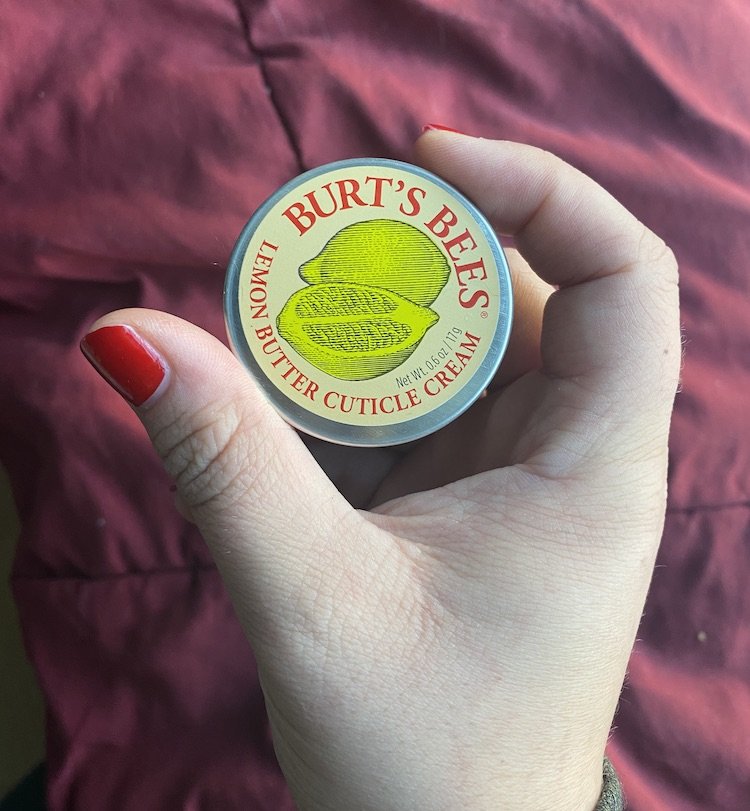 BURT'S BEES®
Net Wt. 0.6 oz / 17g
LEMON BUTTER CUTICLE CREAM